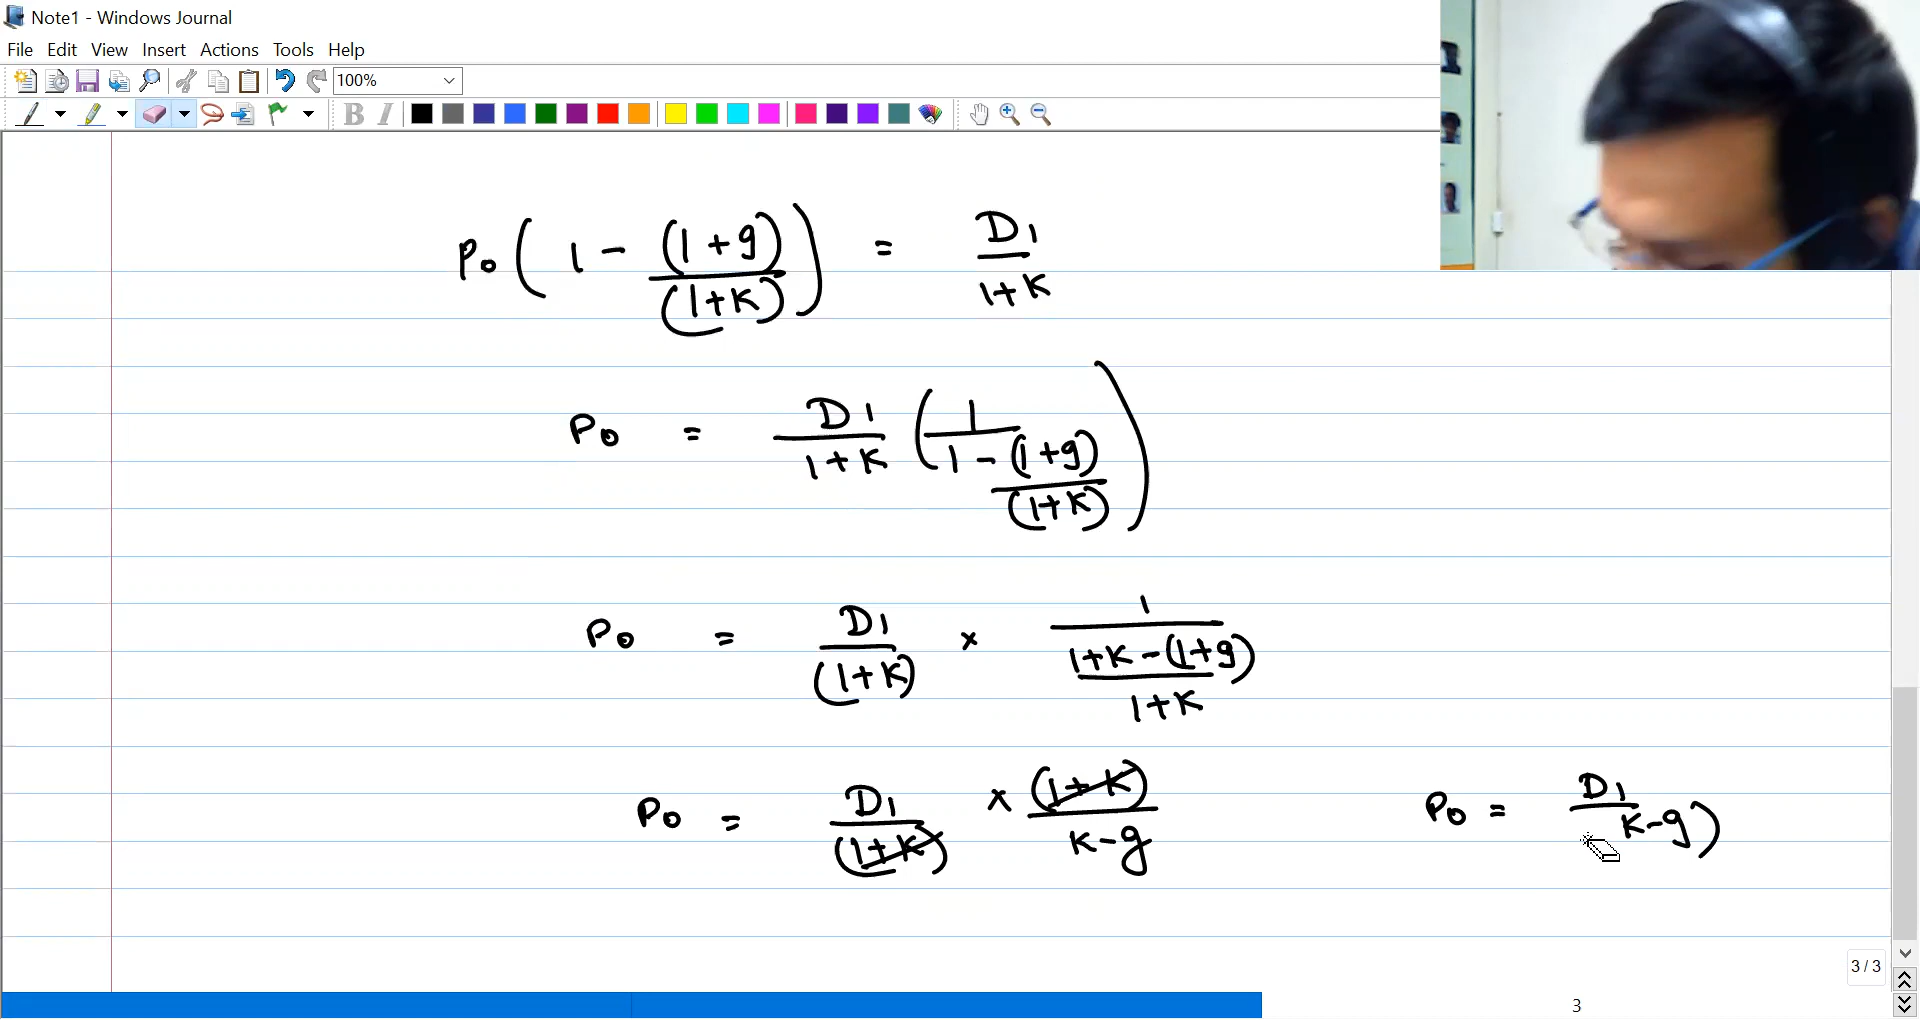 Note1 - Windows Journal
File Edit View Insert Actions Tools Help
100%
B I
P0 ( 1 - (1+g)/(1+K) ) = D1/1+K
P0 = D1/1+K ( 1/1 - (1+g)/(1+K) )
P0 = D1/(1+K) × 1/1+K-(1+g)/1+K
P0 = D1/(1+K) × (1+K)/K-g P0 = D1/K-g)
3 / 3
3